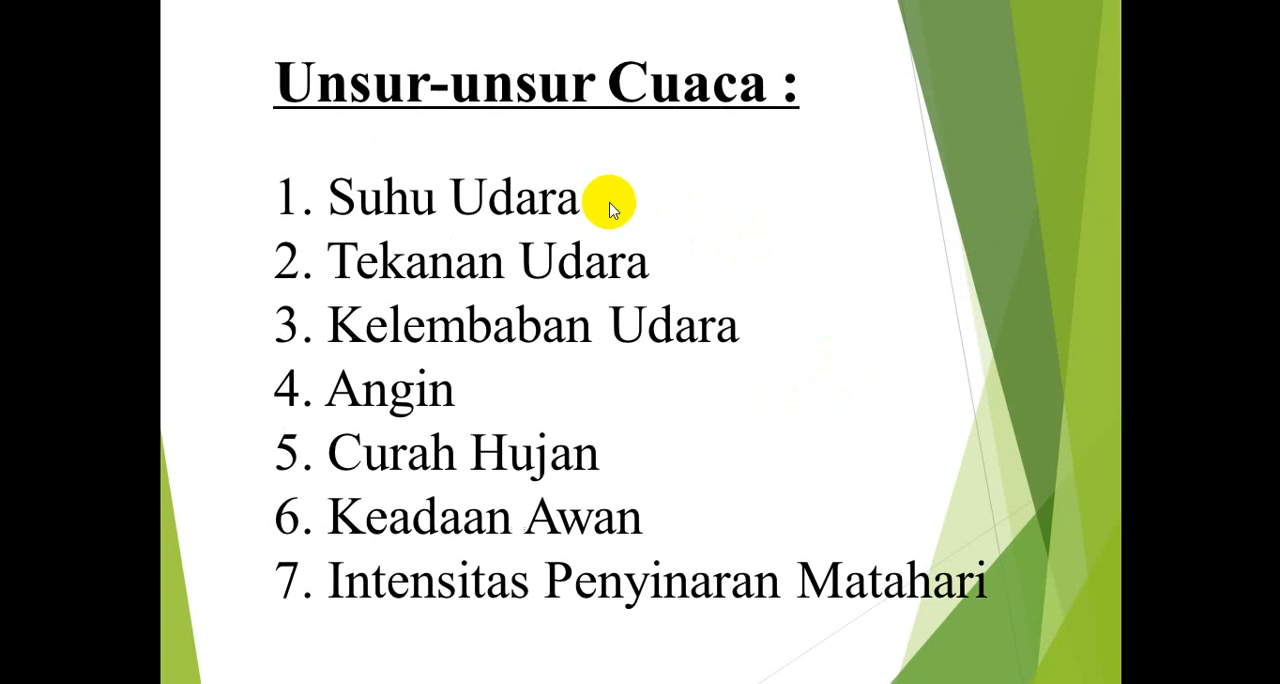 Unsur-unsur Cuaca :
1. Suhu Udara
2. Tekanan Udara
3. Kelembaban Udara
4. Angin
5. Curah Hujan
6. Keadaan Awan
7. Intensitas Penyinaran Matahari